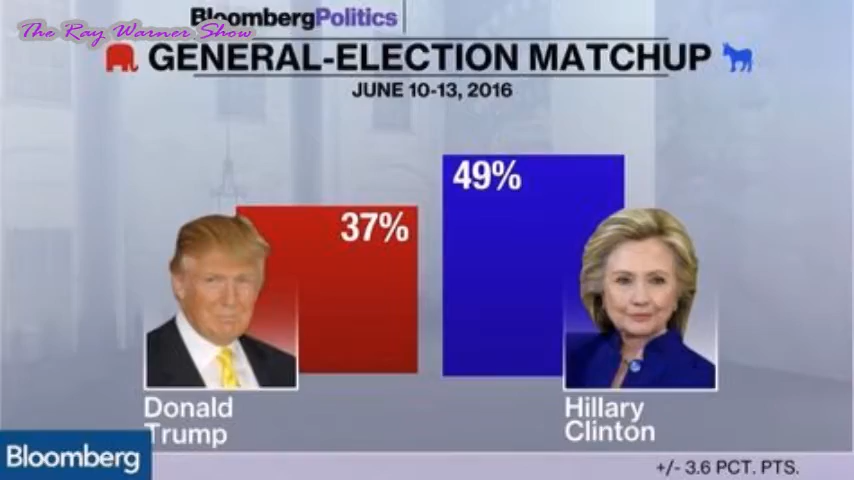 BloombergPolitics
The Ray Warner Show
GENERAL-ELECTION MATCHUP
JUNE 10-13, 2016
37%
49%
Donald
Trump
Hillary
Clinton
Bloomberg
+/- 3.6 PCT. PTS.